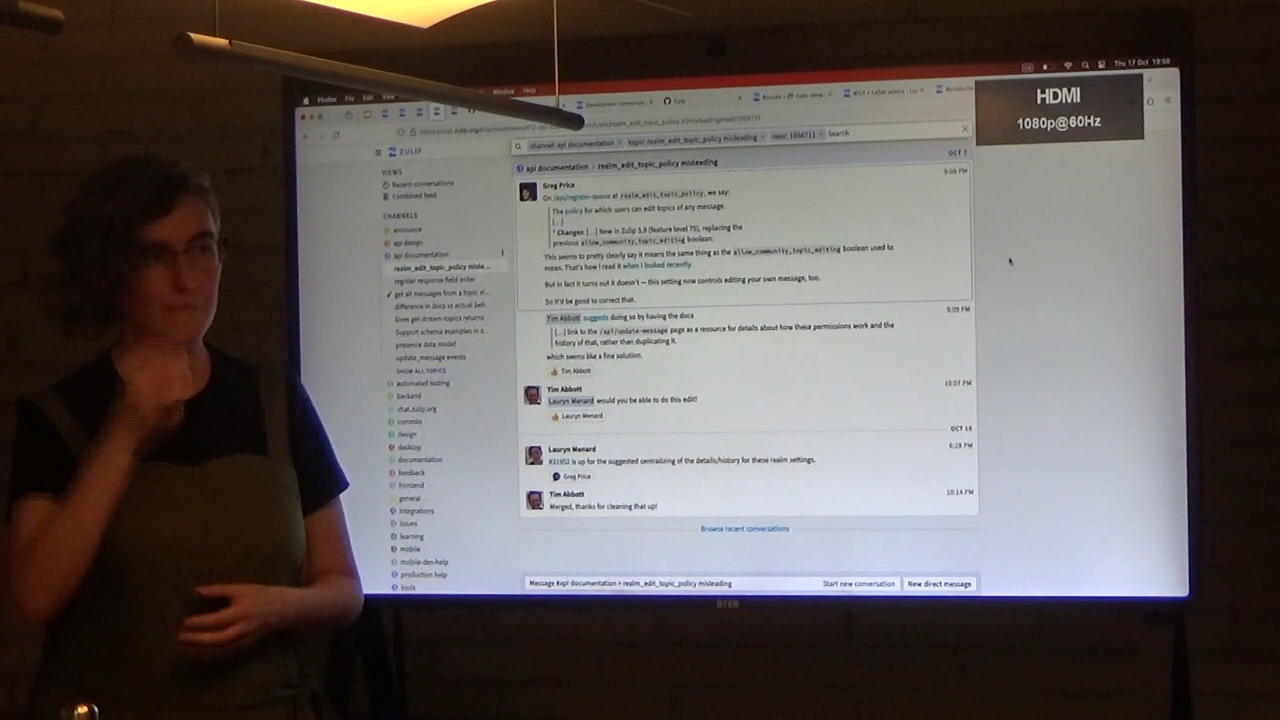 Firefox File Edit Window Help
Thu 17 Oct 19:58
HDMI
1080p@60Hz
Zulip
ZULIP
channel: api documentation
topic: realm_edit_topic_policy misleading
near: 1956711
Search
VIEWS
Recent conversations
Combined feed
CHANNELS
announce
api design
api documentation
realm_edit_topic_policy misle...
register response field order
get all messages from a topic vi...
difference in docs vs actual beh...
Does get-stream-topics returns
Support schema examples in o...
presence data model
update_message events
SHOW ALL TOPICS
automated testing
backend
chat.zulip.org
commits
design
desktop
documentation
feedback
frontend
general
integrations
issues
learning
mobile
mobile-dev-help
production help
tools
api documentation › realm_edit_topic_policy misleading
OCT 7
Greg Price
9:08 PM
On /api/register-queue at realm_edit_topic_policy, we say:
The policy for which users can edit topics of any message.
[...]
* Changes: [...] New in Zulip 5.0 (feature level 75), replacing the
previous allow_community_topic_editing boolean.
This seems to pretty clearly say it means the same thing as the allow_community_topic_editing boolean used to
mean. That's how I read it when I looked recently.
But in fact it turns out it doesn't — this setting now controls editing your own message, too.
So it'd be good to correct that.
9:09 PM
Tim Abbott suggests doing so by having the docs
[...] link to the /api/update-message page as a resource for details about how these permissions work and the
history of that, rather than duplicating it.
which seems like a fine solution.
Tim Abbott
Tim Abbott
10:07 PM
Lauryn Menard would you be able to do this edit?
Lauryn Menard
OCT 16
Lauryn Menard
6:28 PM
#31952 is up for the suggested centralizing of the details/history for these realm settings.
Greg Price
Tim Abbott
10:14 PM
Merged, thanks for cleaning that up!
Browse recent conversations
Message #api documentation > realm_edit_topic_policy misleading
Start new conversation
New direct message